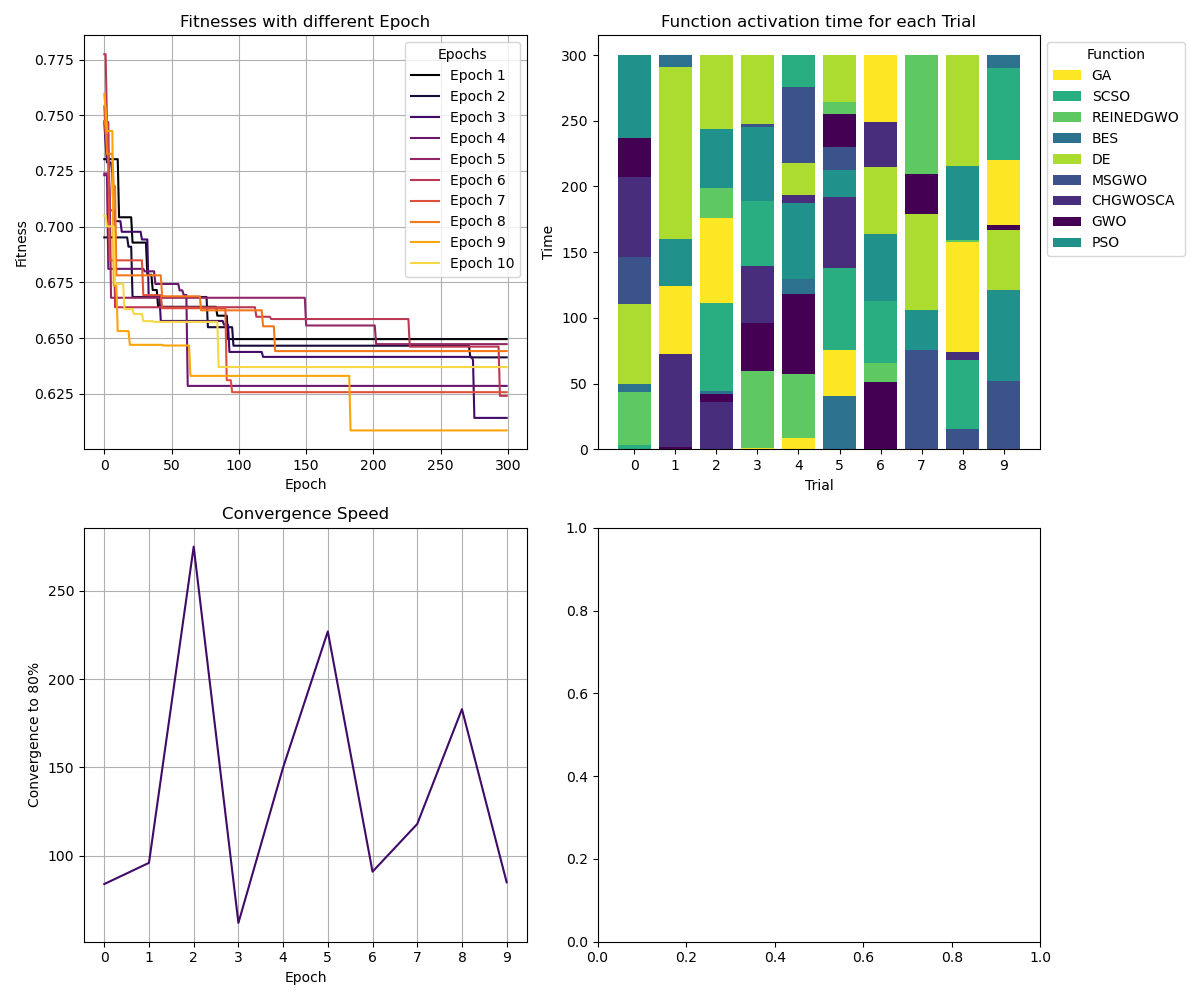 Fitnesses with different Epoch
Fitness
0.775
0.750
0.725
0.700
0.675
0.650
0.625
0
50
100
150
200
250
300
Epoch
Epochs
Epoch 1
Epoch 2
Epoch 3
Epoch 4
Epoch 5
Epoch 6
Epoch 7
Epoch 8
Epoch 9
Epoch 10
Function activation time for each Trial
Time
300
250
200
150
100
50
0
0 1 2 3 4 5 6 7 8 9
Trial
Function
GA
SCSO
REINEDGWO
BES
DE
MSGWO
CHGWOSCA
GWO
PSO
Convergence Speed
Convergence to 80%
250
200
150
100
0 1 2 3 4 5 6 7 8 9
Epoch
1.0
0.8
0.6
0.4
0.2
0.0
0.0 0.2 0.4 0.6 0.8 1.0